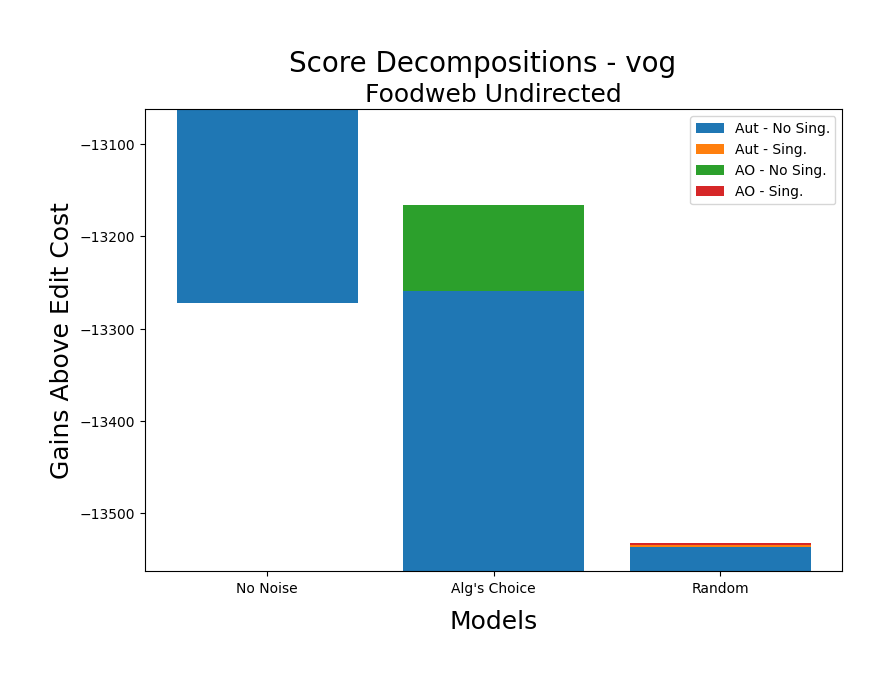 Score Decompositions - vog
Foodweb Undirected
Aut - No Sing.
Aut - Sing.
AO - No Sing.
AO - Sing.
Gains Above Edit Cost
−13100
−13200
−13300
−13400
−13500
No Noise
Alg's Choice
Random
Models